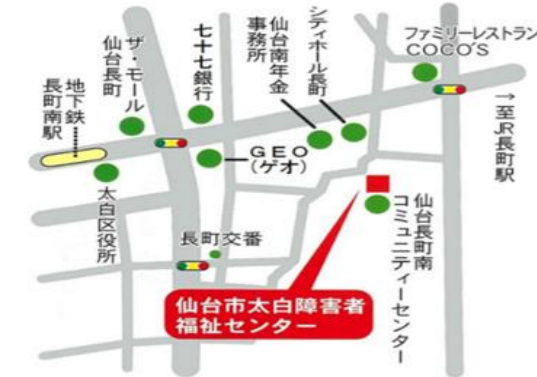 ザ・モール
仙台長町
七十七銀行
仙台南年金
事務所
シティホール長町
ファミリーレストラン
COCO'S
地下鉄
長町南駅
→至JR長町駅
GEO
(ゲオ)
太白区役所
長町交番
仙台長町南
コミュニティーセンター
仙台市太白障害者
福祉センター